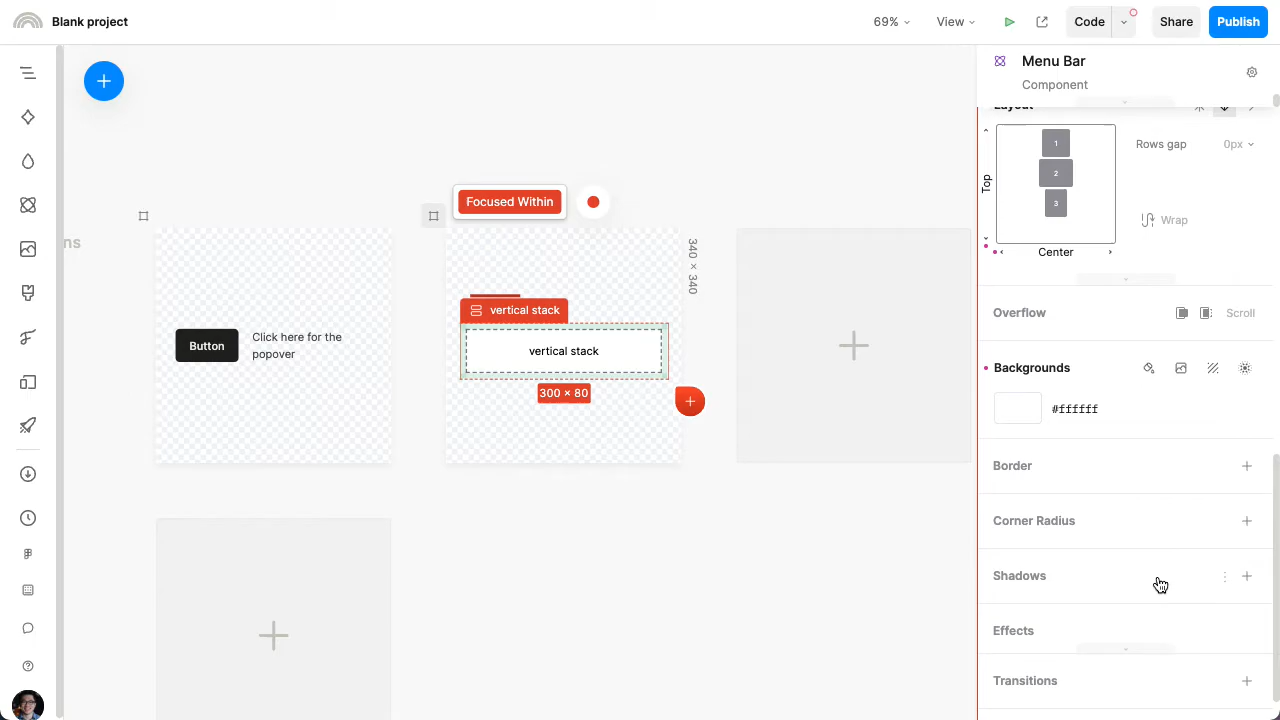 Blank project
69%
View
Code
Share
Publish
Menu Bar
Component
Layout
1
2
3
Top
Center
Rows gap
0px
Wrap
Overflow
Scroll
Backgrounds
#ffffff
Border
Corner Radius
Shadows
Effects
Transitions
ns
Button
Click here for the
popover
Focused Within
340 × 340
vertical stack
vertical stack
300 × 80